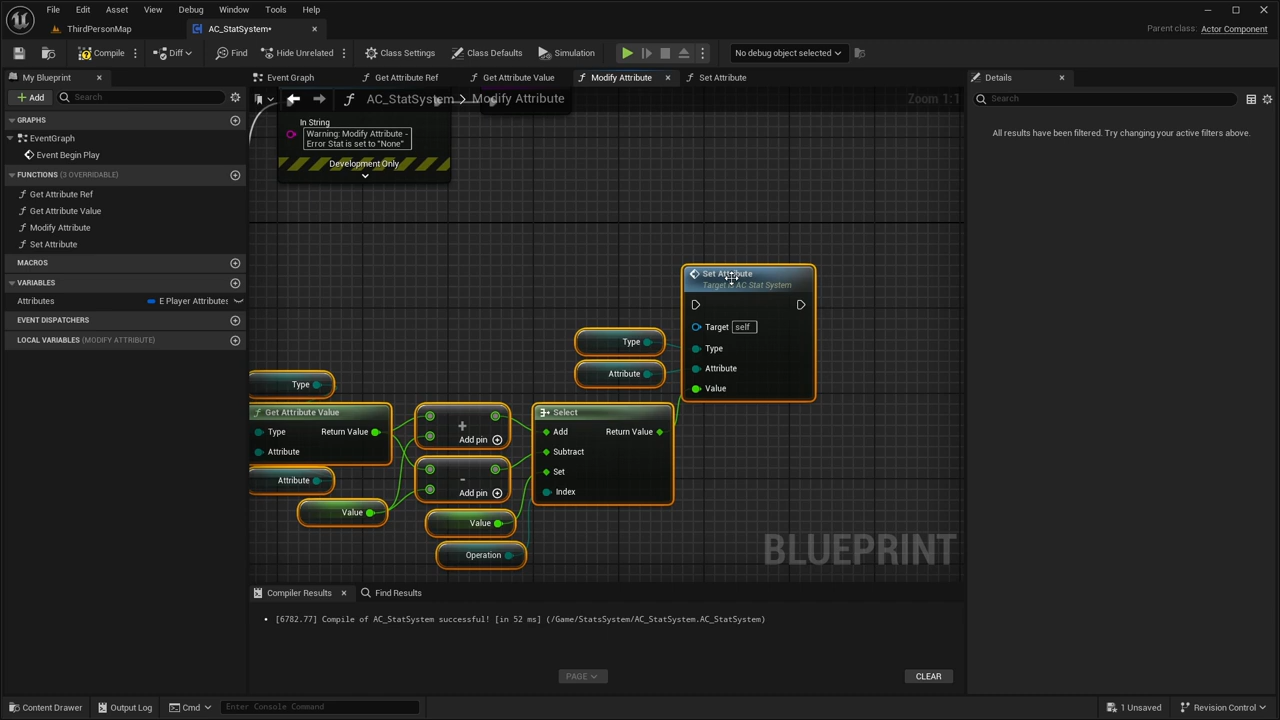 File Edit Asset View Debug Window Tools Help
ThirdPersonMap AC_StatSystem*
Parent class: Actor Component
Compile Diff Find Hide Unrelated Class Settings Class Defaults Simulation No debug object selected
My Blueprint
Add Search
GRAPHS
EventGraph
Event Begin Play
FUNCTIONS (3 OVERRIDABLE)
Get Attribute Ref
Get Attribute Value
Modify Attribute
Set Attribute
MACROS
VARIABLES
Attributes E Player Attributes
EVENT DISPATCHERS
LOCAL VARIABLES (MODIFY ATTRIBUTE)
Event Graph Get Attribute Ref Get Attribute Value Modify Attribute Set Attribute
AC_StatSystem > Modify Attribute Zoom 1:1
In String
Warning: Modify Attribute -
Error Stat is set to "None"
Development Only
Set Attribute
Target is AC Stat System
Target self
Type
Attribute
Value
Type
Attribute
Type
Get Attribute Value
Type Return Value
Attribute
Attribute
Value
+
Add pin
-
Add pin
Value
Operation
Select
Add Return Value
Subtract
Set
Index
BLUEPRINT
Details
Search
All results have been filtered. Try changing your active filters above.
Compiler Results Find Results
[6782.77] Compile of AC_StatSystem successful! [in 52 ms] (/Game/StatsSystem/AC_StatSystem.AC_StatSystem)
PAGE CLEAR
Content Drawer Output Log Cmd Enter Console Command 1 Unsaved Revision Control